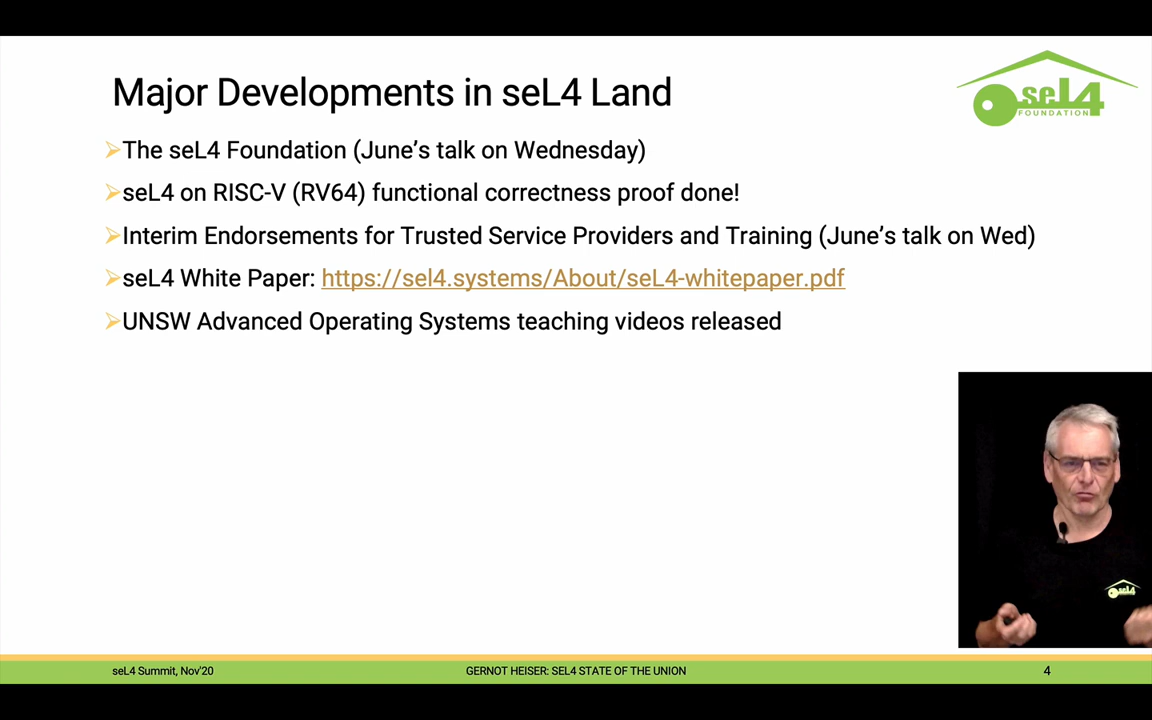 Major Developments in seL4 Land
seL4
FOUNDATION
➢The seL4 Foundation (June’s talk on Wednesday)
➢seL4 on RISC-V (RV64) functional correctness proof done!
➢Interim Endorsements for Trusted Service Providers and Training (June’s talk on Wed)
➢seL4 White Paper: https://sel4.systems/About/seL4-whitepaper.pdf
➢UNSW Advanced Operating Systems teaching videos released
seL4
seL4 Summit, Nov'20
GERNOT HEISER: SEL4 STATE OF THE UNION
4